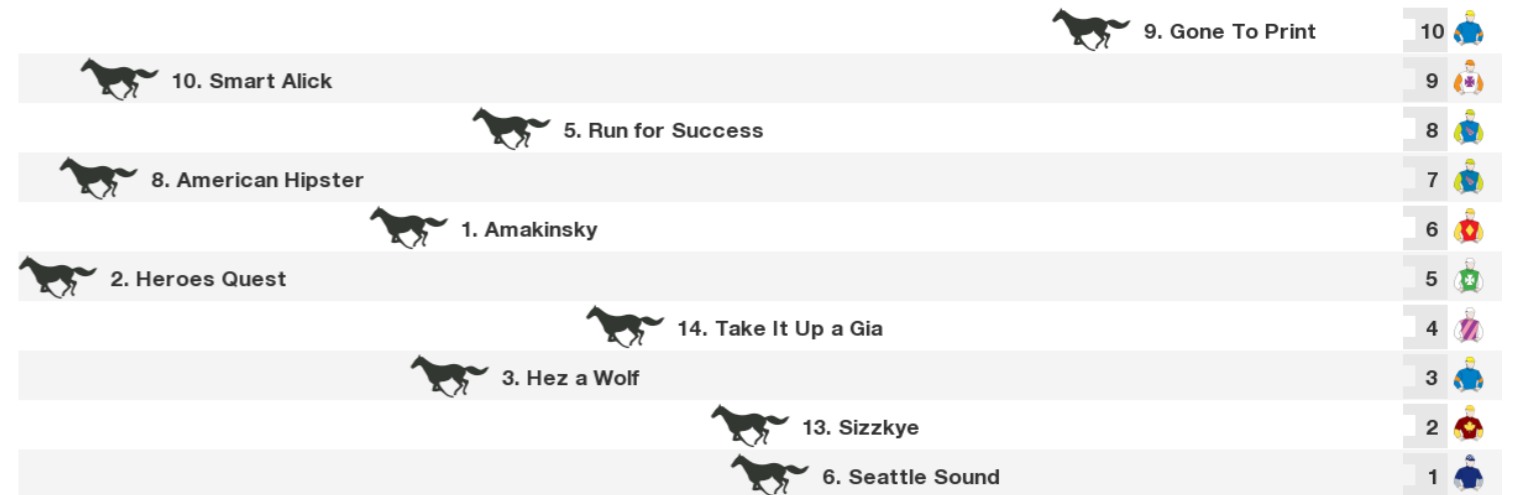 9. Gone To Print 10
10. Smart Alick 9
5. Run for Success 8
8. American Hipster 7
1. Amakinsky 6
2. Heroes Quest 5
14. Take It Up a Gia 4
3. Hez a Wolf 3
13. Sizzkye 2
6. Seattle Sound 1